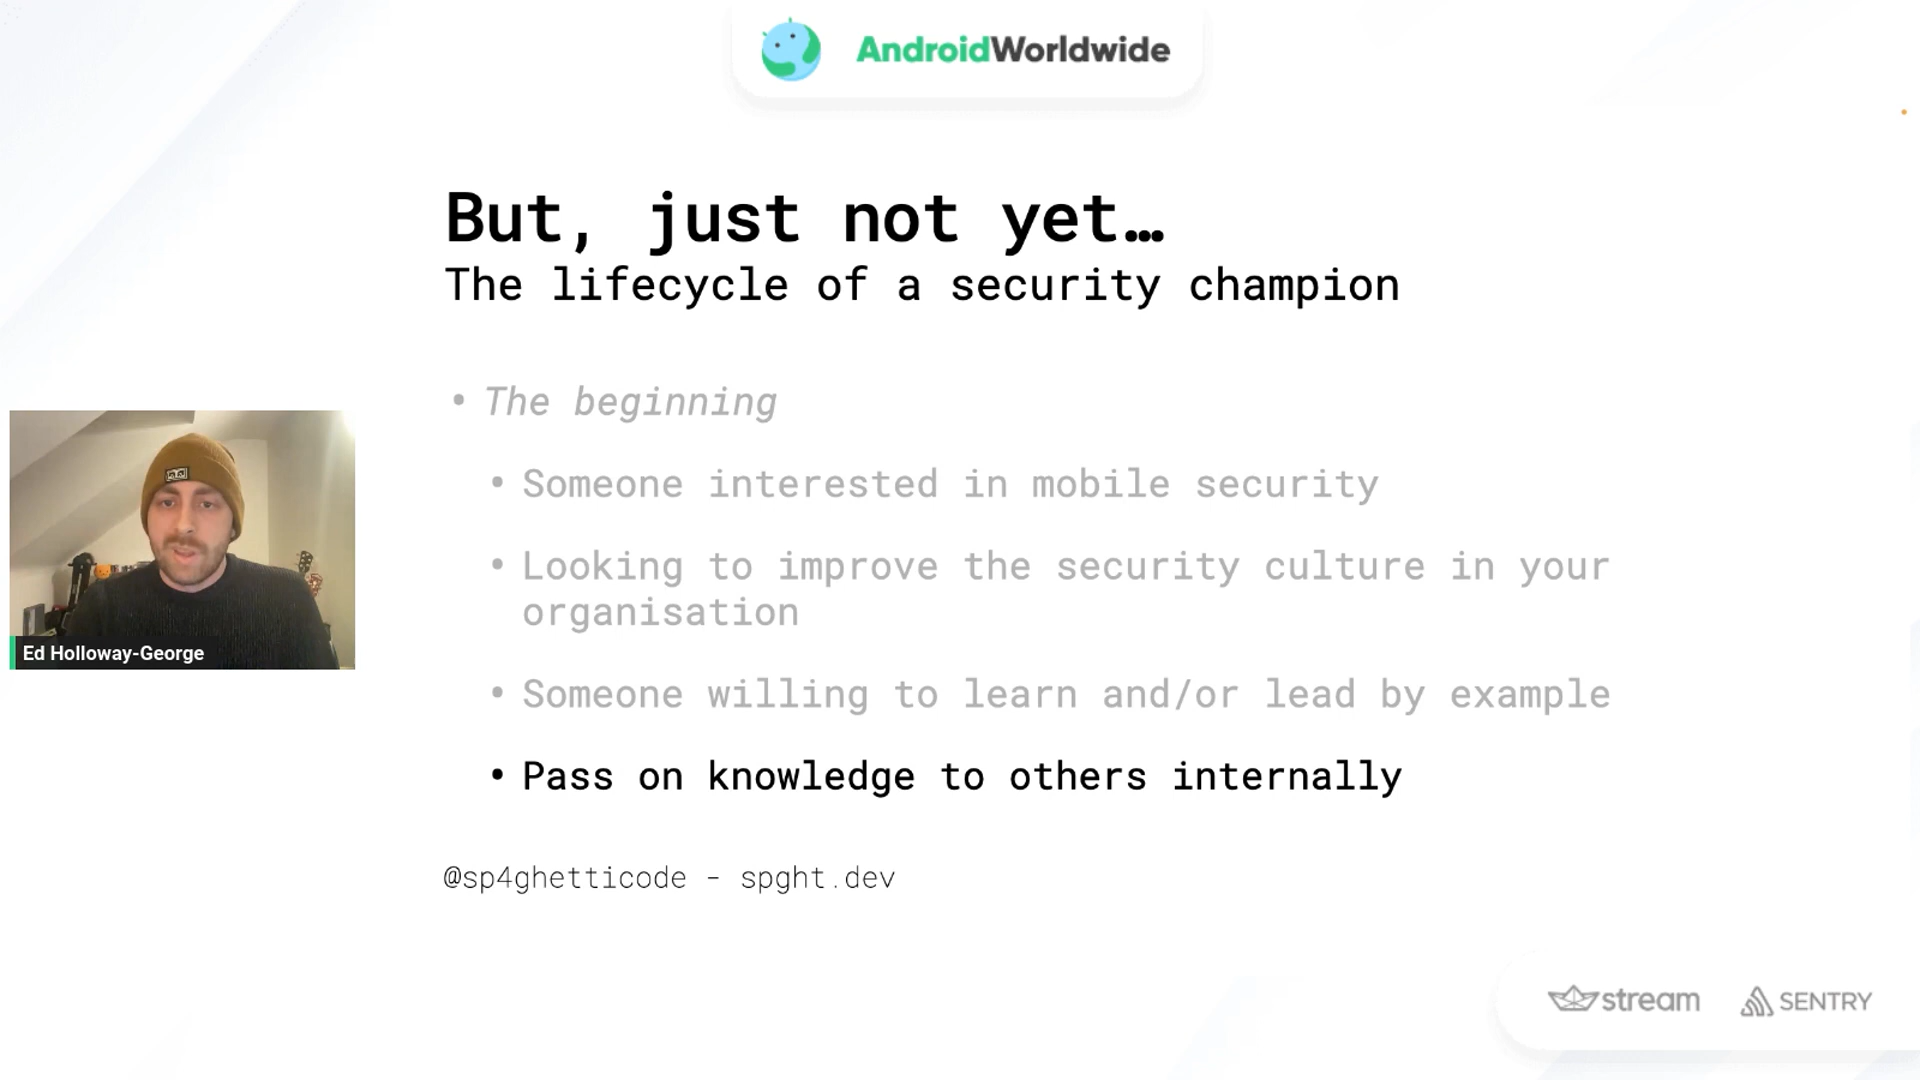 AndroidWorldwide
But, just not yet…
The lifecycle of a security champion
• The beginning
• Someone interested in mobile security
• Looking to improve the security culture in your
organisation
• Someone willing to learn and/or lead by example
• Pass on knowledge to others internally
Ed Holloway-George
@sp4ghetticode - spght.dev
stream
SENTRY